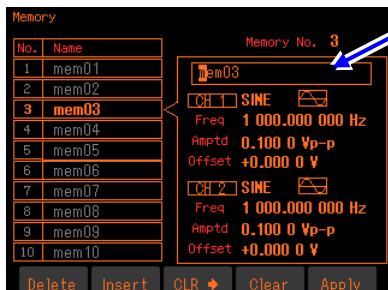 Memory
No. Name
1 mem01
2 mem02
3 mem03
4 mem04
5 mem05
6 mem06
7 mem07
8 mem08
9 mem09
10 mem10
Memory No. 3
mem03
CH 1 SINE
Freq 1 000.000 000 Hz
Amptd 0.100 0 Vp-p
Offset +0.000 0 V
CH 2 SINE
Freq 1 000.000 000 Hz
Amptd 0.100 0 Vp-p
Offset +0.000 0 V
Delete Insert CLR Clear Apply